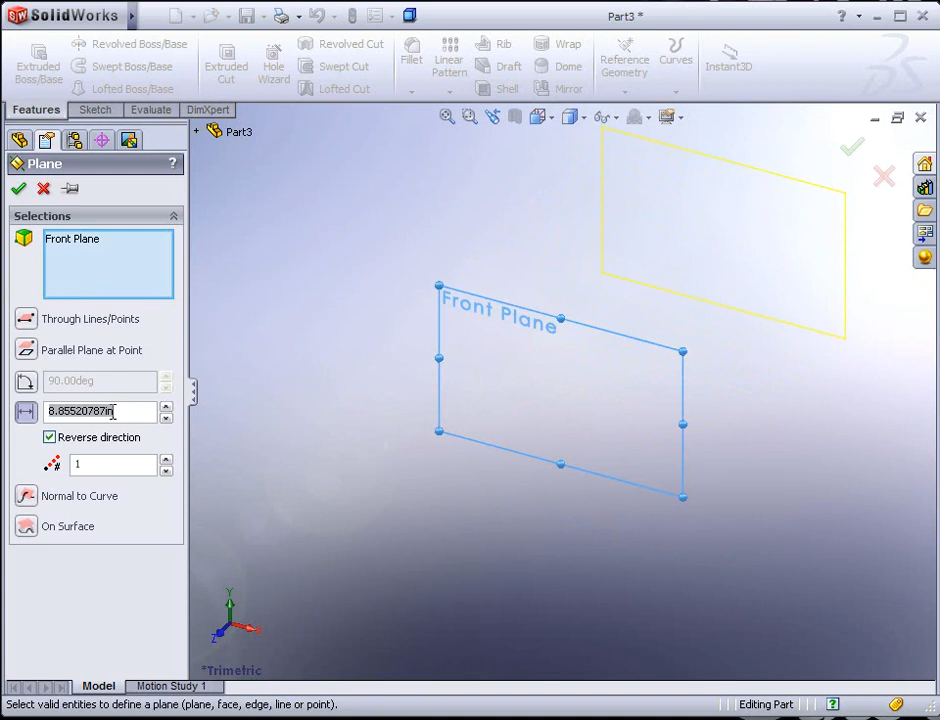 SolidWorks
Part3 *
Extruded Boss/Base
Revolved Boss/Base
Swept Boss/Base
Lofted Boss/Base
Extruded Cut
Hole Wizard
Revolved Cut
Swept Cut
Lofted Cut
Fillet
Linear Pattern
Rib
Draft
Shell
Wrap
Dome
Mirror
Reference Geometry
Curves
Instant3D
Features
Sketch
Evaluate
DimXpert
Part3
Plane
?
Selections
Front Plane
Through Lines/Points
Parallel Plane at Point
90.00deg
8.85520787in
Reverse direction
1
Normal to Curve
On Surface
Front Plane
Y
X
Z
*Trimetric
Model
Motion Study 1
Select valid entities to define a plane (plane, face, edge, line or point).
Editing Part
?